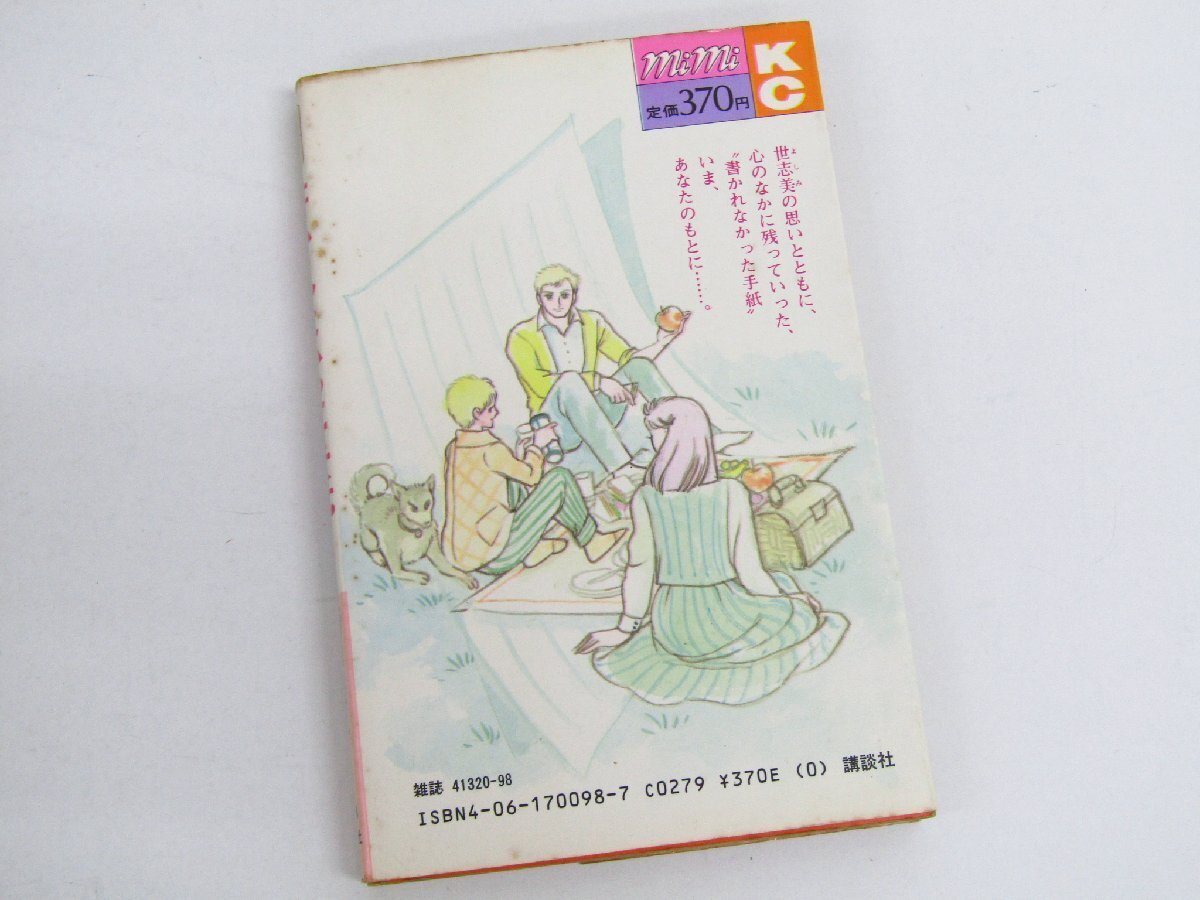 mimi
KC
定価370円
世志美の思いとともに、
よしみ
心のなかに残っていった、
〝書かれなかった手紙〟
いま、
あなたのもとに……。
雑誌 41320-98
ISBN4-06-170098-7 C0279 ¥370E (0) 講談社